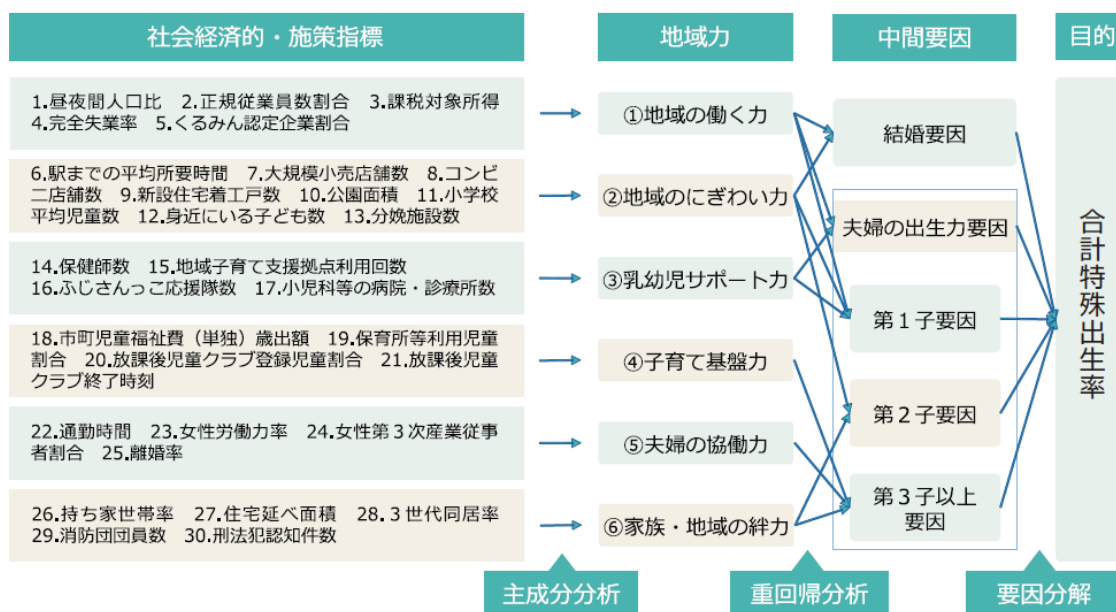 社会経済的・施策指標
地域力
中間要因
目的
1.昼夜間人口比 2.正規従業員数割合 3.課税対象所得
4.完全失業率 5.くるみん認定企業割合
①地域の働く力
結婚要因
6.駅までの平均所要時間 7.大規模小売店舗数 8.コンビ
ニ店舗数 9.新設住宅着工戸数 10.公園面積 11.小学校
平均児童数 12.身近にいる子ども数 13.分娩施設数
②地域のにぎわい力
夫婦の出生力要因
14.保健師数 15.地域子育て支援拠点利用回数
16.ふじさんっこ応援隊数 17.小児科等の病院・診療所数
③乳幼児サポート力
第1子要因
18.市町児童福祉費（単独）歳出額 19.保育所等利用児童
割合 20.放課後児童クラブ登録児童割合 21.放課後児童
クラブ終了時刻
④子育て基盤力
第2子要因
22.通勤時間 23.女性労働力率 24.女性第3次産業従事
者割合 25.離婚率
⑤夫婦の協働力
第3子以上
要因
26.持ち家世帯率 27.住宅延べ面積 28.3世代同居率
29.消防団団員数 30.刑法犯認知件数
⑥家族・地域の絆力
合計特殊出生率
主成分分析
重回帰分析
要因分解